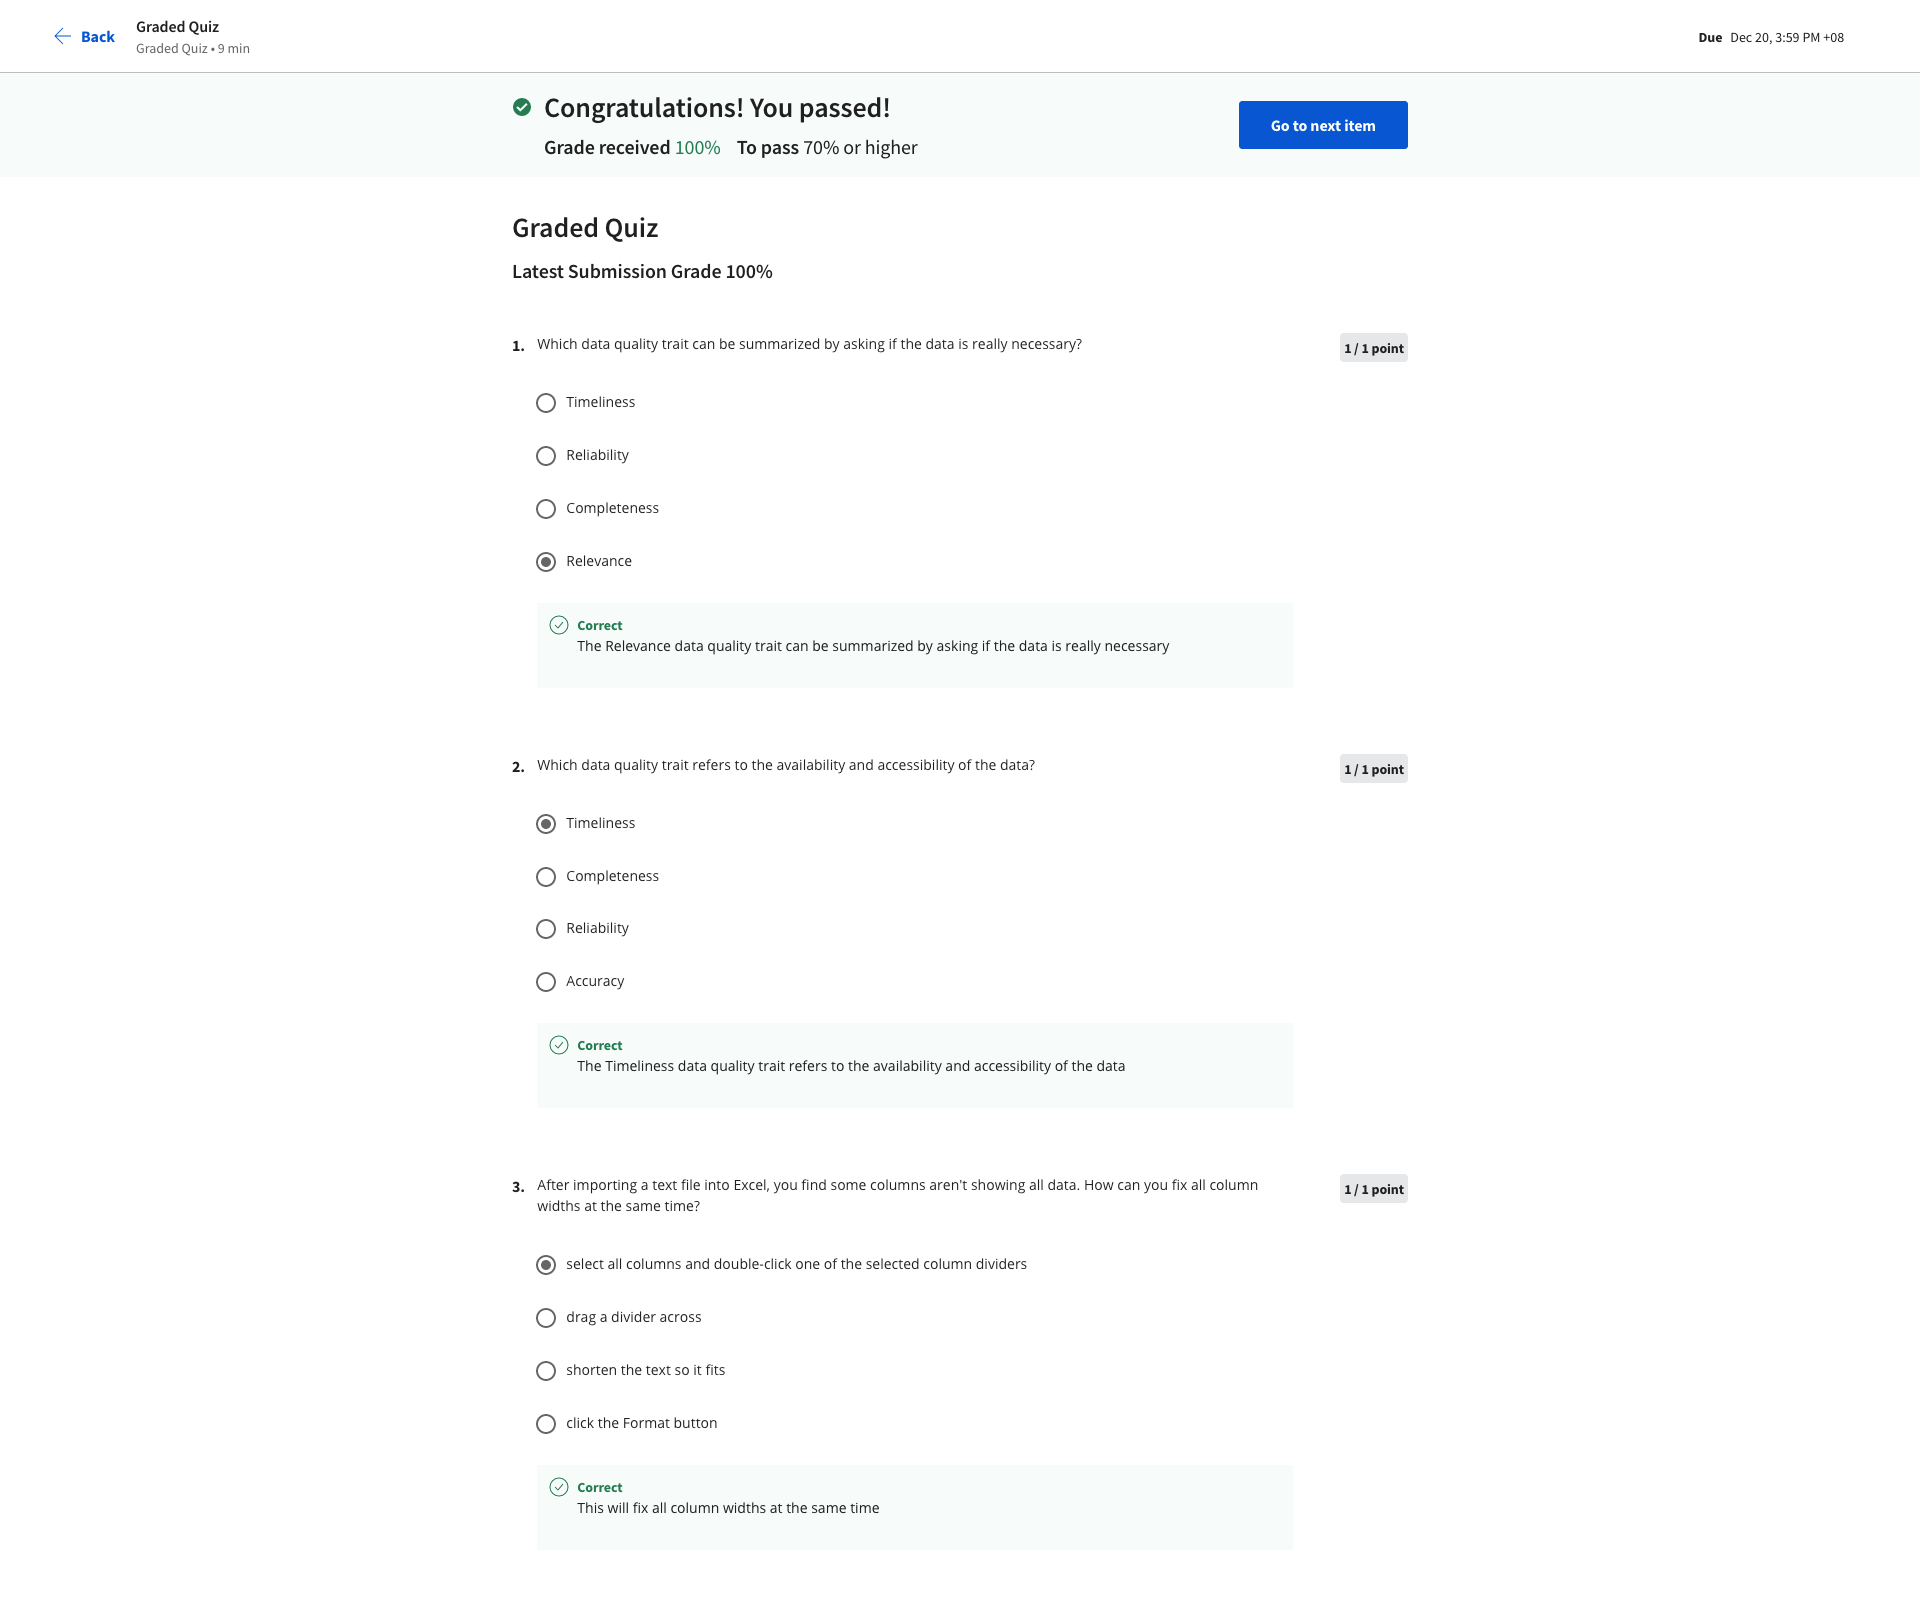 Back
Graded Quiz
Graded Quiz • 9 min
Due Dec 20, 3:59 PM +08
Congratulations! You passed!
Grade received 100% To pass 70% or higher
Go to next item
Graded Quiz
Latest Submission Grade 100%
1. Which data quality trait can be summarized by asking if the data is really necessary?
1 / 1 point
Timeliness
Reliability
Completeness
Relevance
Correct
The Relevance data quality trait can be summarized by asking if the data is really necessary
2. Which data quality trait refers to the availability and accessibility of the data?
1 / 1 point
Timeliness
Completeness
Reliability
Accuracy
Correct
The Timeliness data quality trait refers to the availability and accessibility of the data
3. After importing a text file into Excel, you find some columns aren't showing all data. How can you fix all column
widths at the same time?
1 / 1 point
select all columns and double-click one of the selected column dividers
drag a divider across
shorten the text so it fits
click the Format button
Correct
This will fix all column widths at the same time